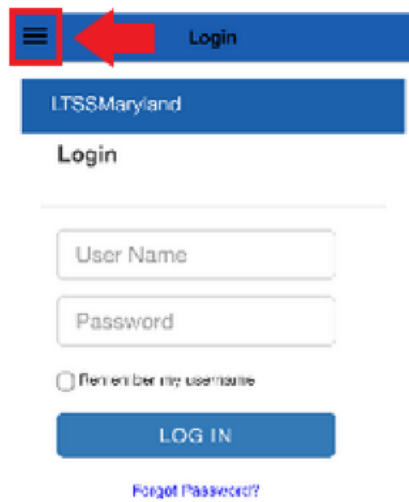 Login
LTSSMaryland
Login
User Name
Password
Remember my username
LOG IN
Forgot Password?